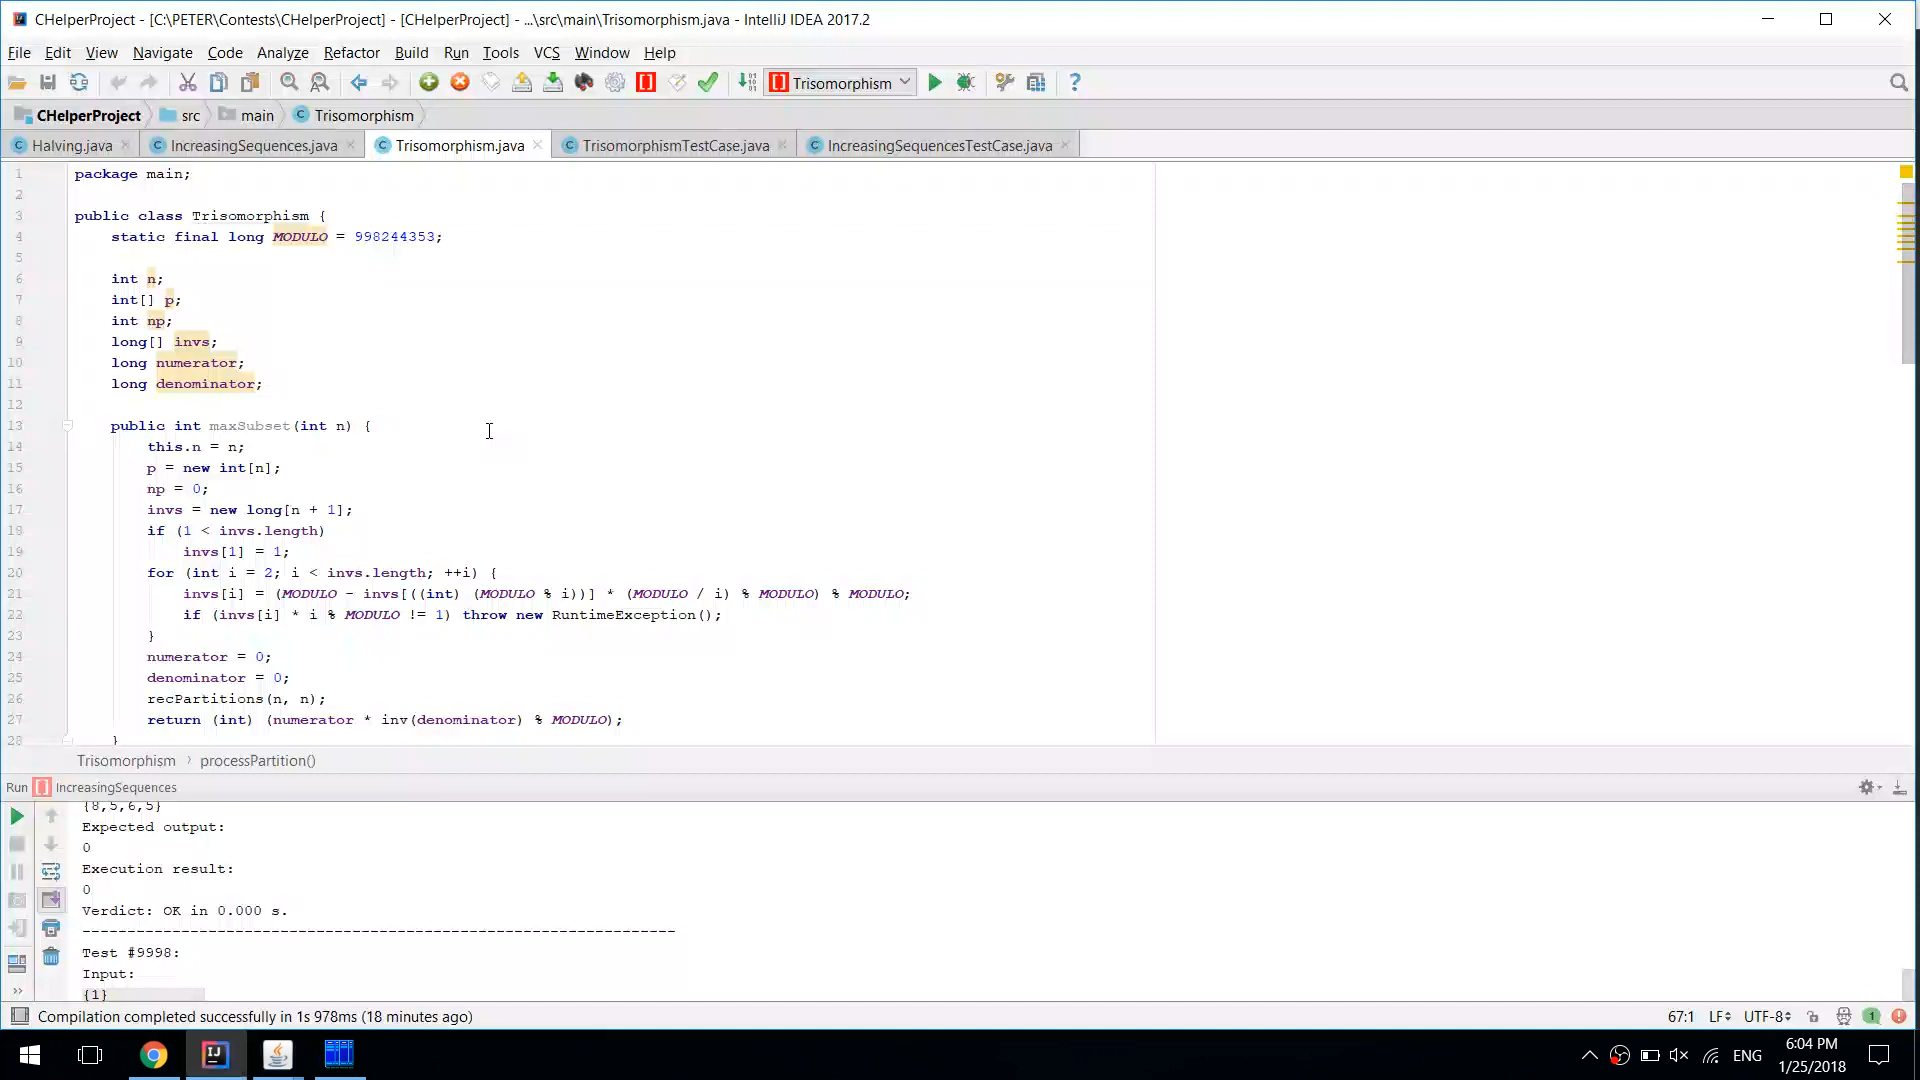 CHelperProject - [C:\PETER\Contests\CHelperProject] - [CHelperProject] - ...\src\main\Trisomorphism.java - IntelliJ IDEA 2017.2
File Edit View Navigate Code Analyze Refactor Build Run Tools VCS Window Help
Trisomorphism
CHelperProject src main Trisomorphism
Halving.java IncreasingSequences.java Trisomorphism.java TrisomorphismTestCase.java IncreasingSequencesTestCase.java
1 package main;
2
3 public class Trisomorphism {
4 static final long MODULO = 998244353;
5
6 int n;
7 int[] p;
8 int np;
9 long[] invs;
10 long numerator;
11 long denominator;
12
13 public int maxSubset(int n) {
14 this.n = n;
15 p = new int[n];
16 np = 0;
17 invs = new long[n + 1];
18 if (1 < invs.length)
19 invs[1] = 1;
20 for (int i = 2; i < invs.length; ++i) {
21 invs[i] = (MODULO - invs[((int) (MODULO % i))] * (MODULO / i) % MODULO) % MODULO;
22 if (invs[i] * i % MODULO != 1) throw new RuntimeException();
23 }
24 numerator = 0;
25 denominator = 0;
26 recPartitions(n, n);
27 return (int) (numerator * inv(denominator) % MODULO);
28 }
Trisomorphism › processPartition()
Run IncreasingSequences
{8,5,6,5}
Expected output:
0
Execution result:
0
Verdict: OK in 0.000 s.
------------------------------------------------------------------
Test #9998:
Input:
{1}
Compilation completed successfully in 1s 978ms (18 minutes ago) 67:1 LF UTF-8 1
ENG 6:04 PM
1/25/2018